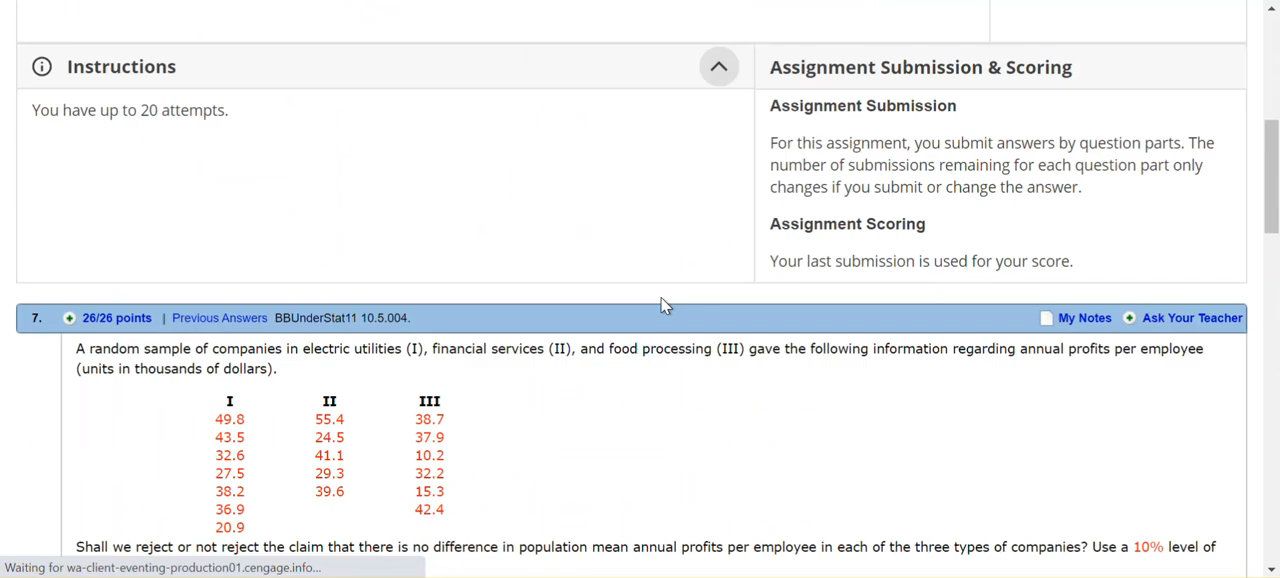 Instructions
Assignment Submission & Scoring
You have up to 20 attempts.
Assignment Submission
For this assignment, you submit answers by question parts. The
number of submissions remaining for each question part only
changes if you submit or change the answer.
Assignment Scoring
Your last submission is used for your score.
7. 26/26 points | Previous Answers BBUnderStat11 10.5.004. My Notes Ask Your Teacher
A random sample of companies in electric utilities (I), financial services (II), and food processing (III) gave the following information regarding annual profits per employee
(units in thousands of dollars).
I II III
49.8 55.4 38.7
43.5 24.5 37.9
32.6 41.1 10.2
27.5 29.3 32.2
38.2 39.6 15.3
36.9 42.4
20.9
Shall we reject or not reject the claim that there is no difference in population mean annual profits per employee in each of the three types of companies? Use a 10% level of
Waiting for wa-client-eventing-production01.cengage.info...